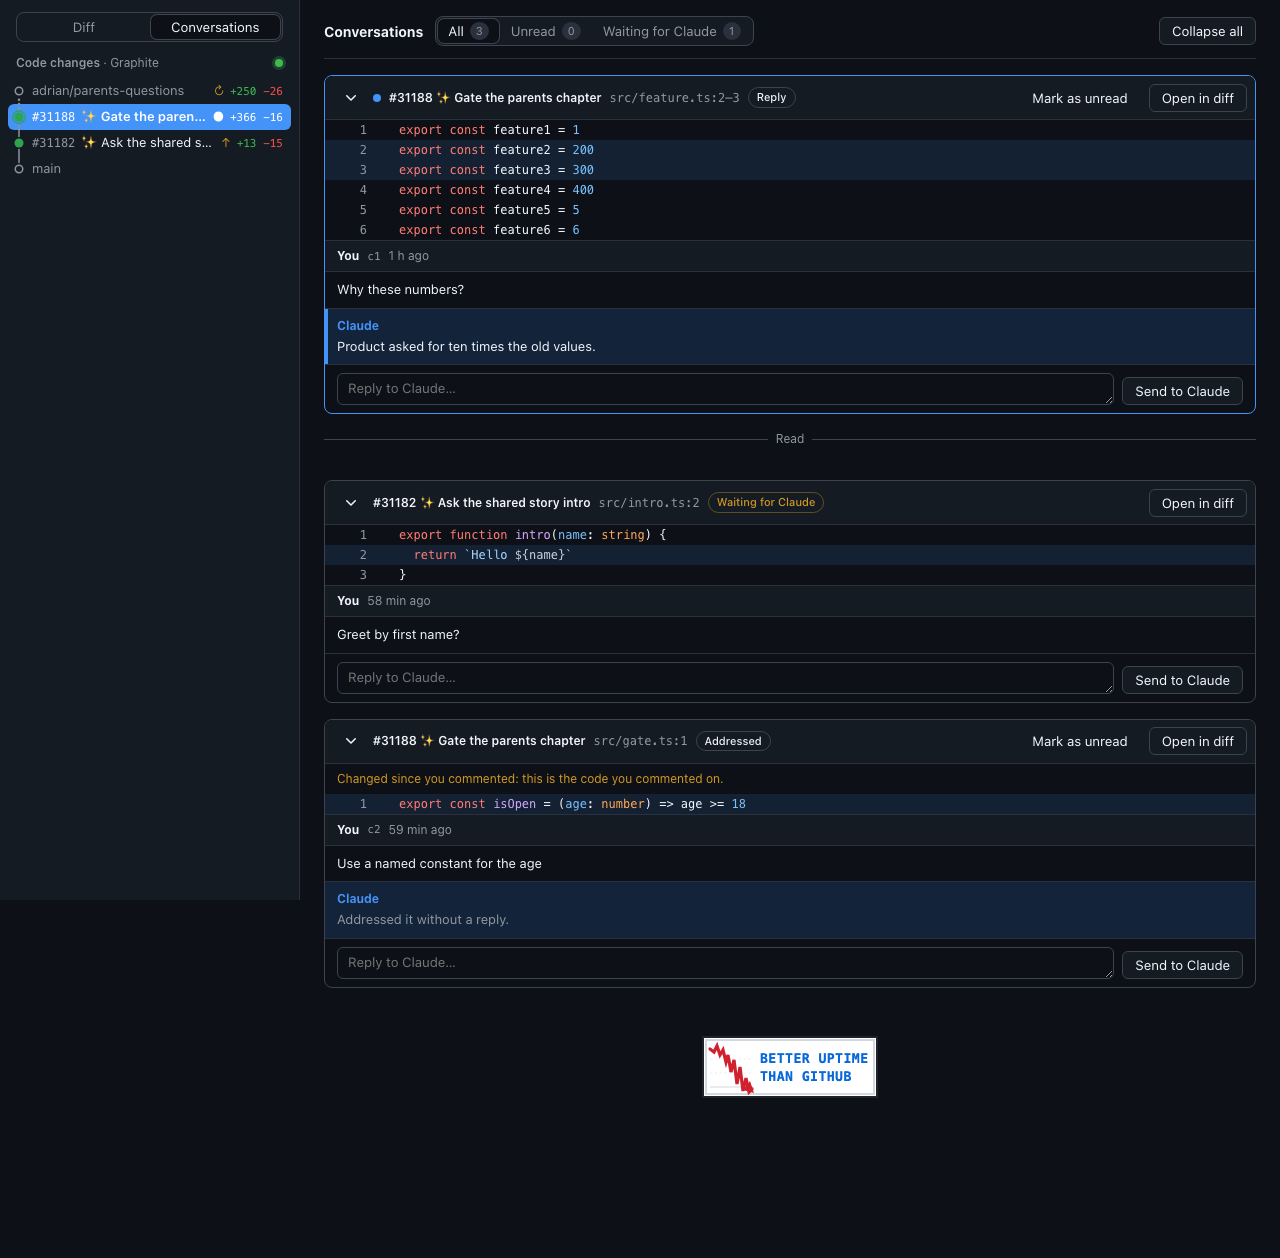 Diff
Conversations
Code changes · Graphite
adrian/parents-questions +250 −26
#31188 ✨ Gate the paren... +366 −16
#31182 ✨ Ask the shared s... ↑ +13 −15
main
Conversations
All 3
Unread 0
Waiting for Claude 1
Collapse all
#31188 ✨ Gate the parents chapter src/feature.ts:2–3 Reply
Mark as unread
Open in diff
1 export const feature1 = 1
2 export const feature2 = 200
3 export const feature3 = 300
4 export const feature4 = 400
5 export const feature5 = 5
6 export const feature6 = 6
You c1 1 h ago
Why these numbers?
Claude
Product asked for ten times the old values.
Reply to Claude…
Send to Claude
Read
#31182 ✨ Ask the shared story intro src/intro.ts:2 Waiting for Claude
Open in diff
1 export function intro(name: string) {
2 return `Hello ${name}`
3 }
You 58 min ago
Greet by first name?
Reply to Claude…
Send to Claude
#31188 ✨ Gate the parents chapter src/gate.ts:1 Addressed
Mark as unread
Open in diff
Changed since you commented: this is the code you commented on.
1 export const isOpen = (age: number) => age >= 18
You c2 59 min ago
Use a named constant for the age
Claude
Addressed it without a reply.
Reply to Claude…
Send to Claude
BETTER UPTIME
THAN GITHUB